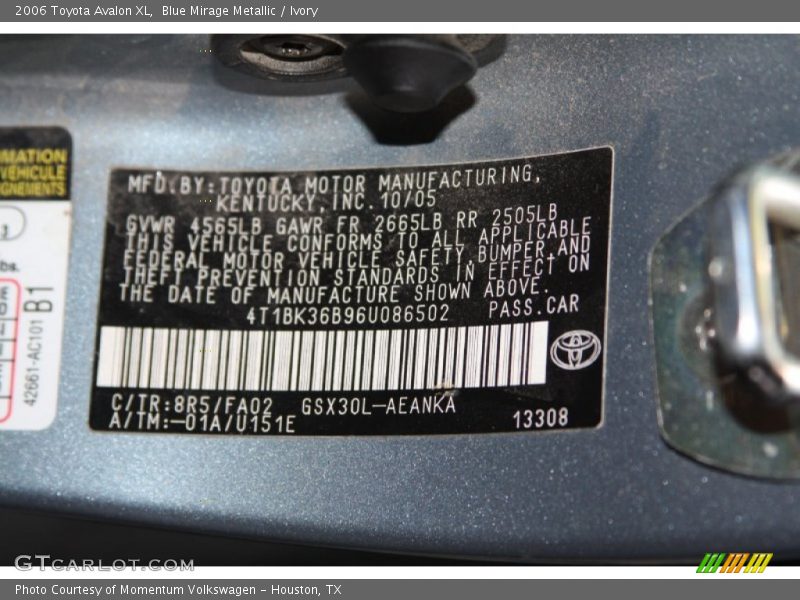 2006 Toyota Avalon XL, Blue Mirage Metallic / Ivory
MATION
VEHICLE
GNEMENTS
bs.
42661-AC101
B1
MFD.BY:TOYOTA MOTOR MANUFACTURING,
KENTUCKY, INC. 10/05
GVWR 4565LB GAWR FR 2665LB RR 2505LB
THIS VEHICLE CONFORMS TO ALL APPLICABLE
FEDERAL MOTOR VEHICLE SAFETY, BUMPER AND
THEFT PREVENTION STANDARDS IN EFFECT ON
THE DATE OF MANUFACTURE SHOWN ABOVE.
4T1BK36B96U086502 PASS.CAR
C/TR:8R5/FA02 GSX30L-AEANKA
A/TM:-01A/U151E 13308
GTCarLot.com
Photo Courtesy of Momentum Volkswagen - Houston, TX